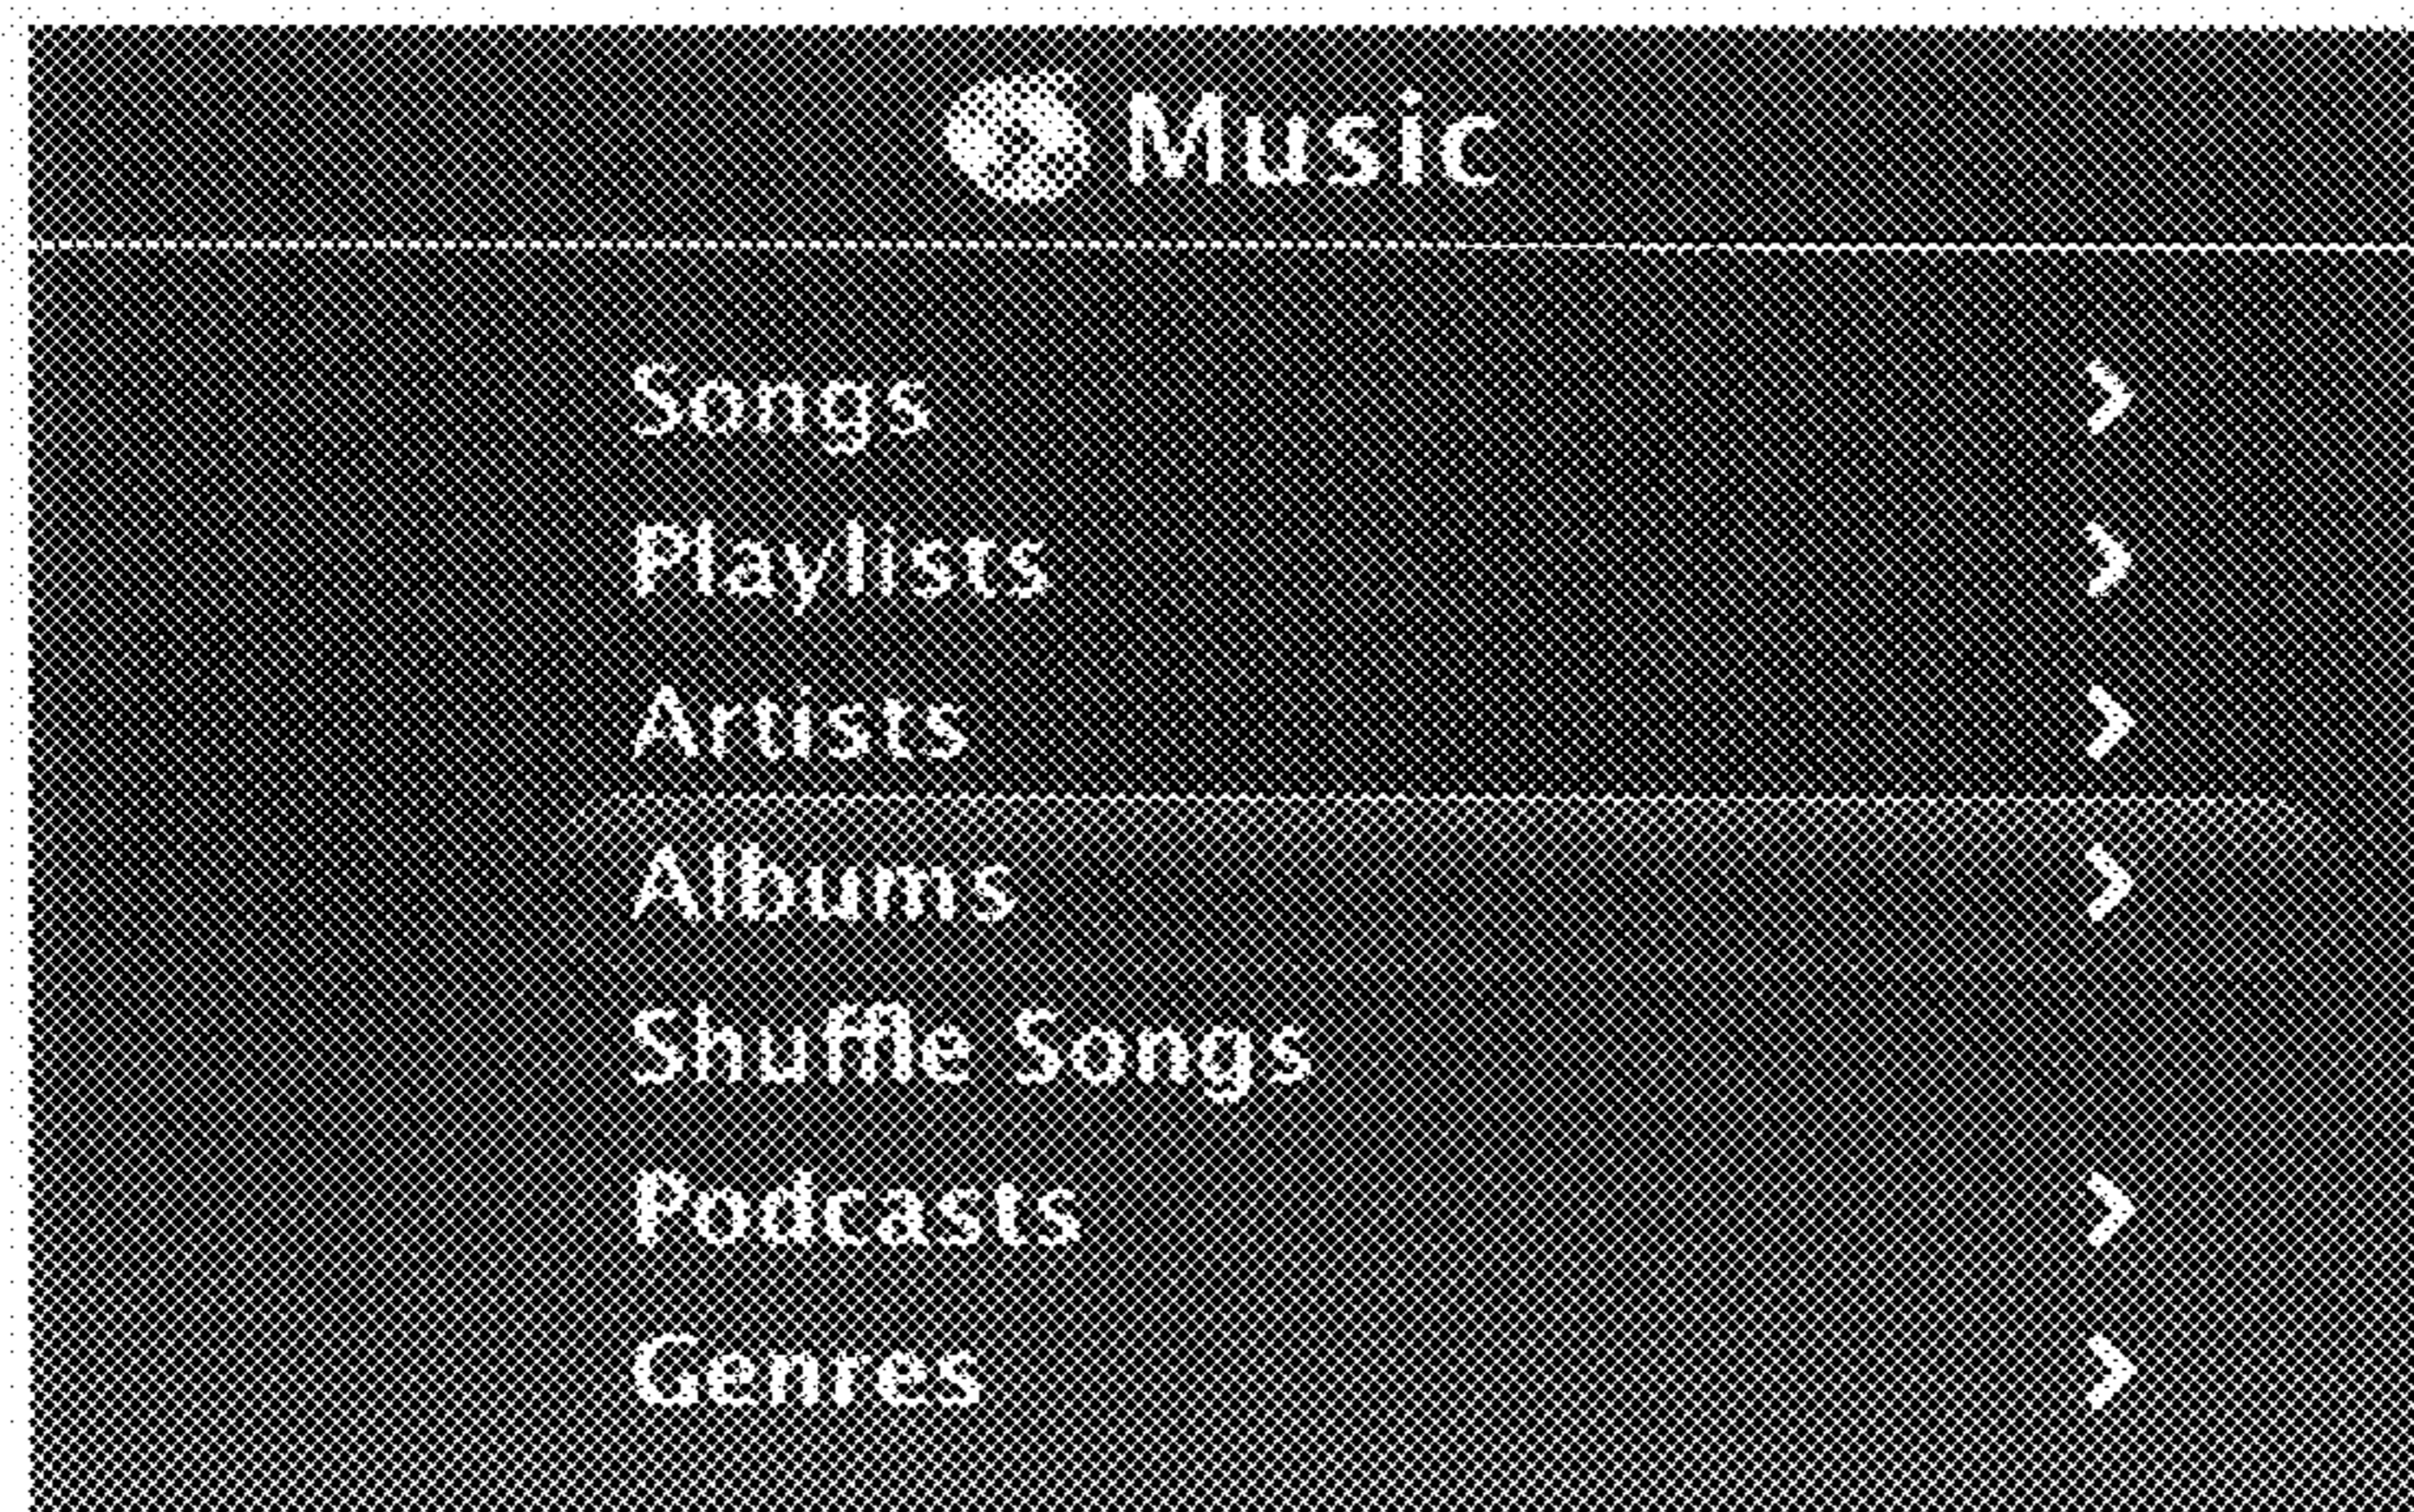 Music
Songs >
Playlists >
Artists >
Albums >
Shuffle Songs
Podcasts >
Genres >